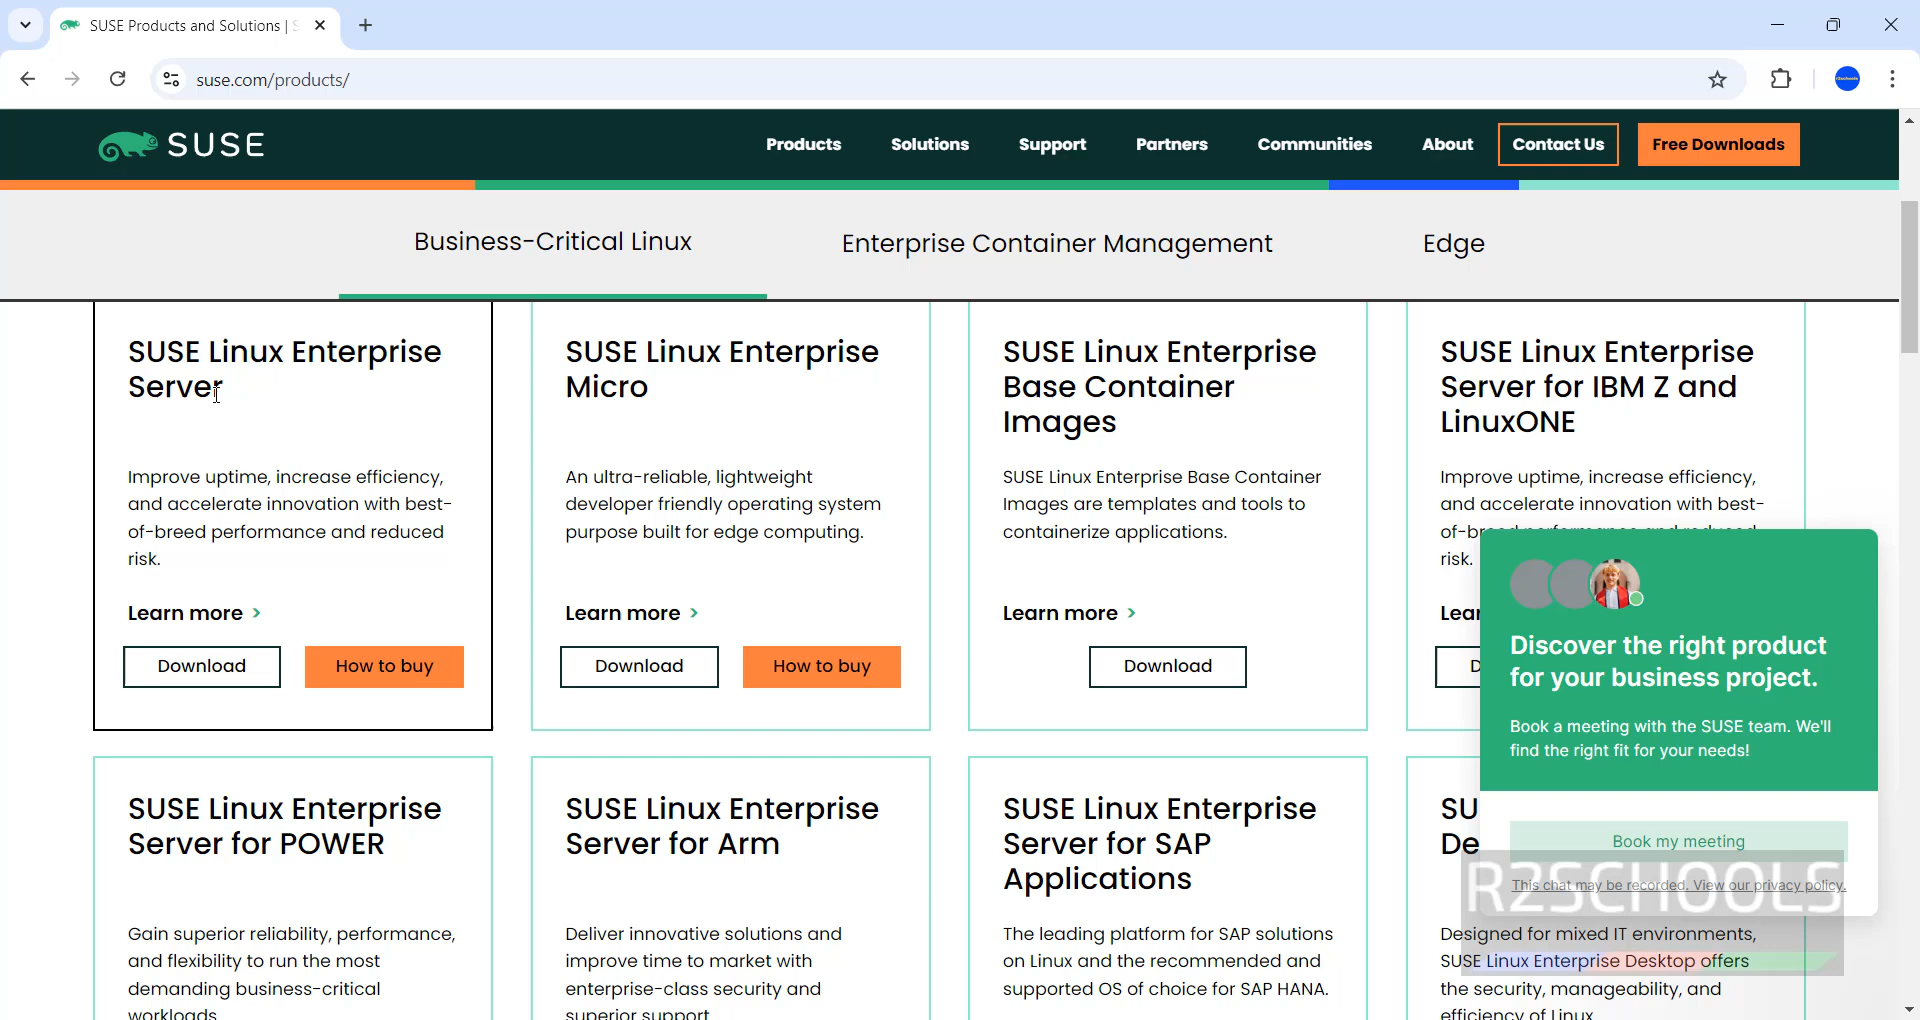 SUSE Products and Solutions | S
suse.com/products/
SUSE
Products
Solutions
Support
Partners
Communities
About
Contact Us
Free Downloads
Business-Critical Linux
Enterprise Container Management
Edge
SUSE Linux Enterprise
Server
Improve uptime, increase efficiency,
and accelerate innovation with best-
of-breed performance and reduced
risk.
Learn more >
Download
How to buy
SUSE Linux Enterprise
Micro
An ultra-reliable, lightweight
developer friendly operating system
purpose built for edge computing.
Learn more >
Download
How to buy
SUSE Linux Enterprise
Base Container
Images
SUSE Linux Enterprise Base Container
Images are templates and tools to
containerize applications.
Learn more >
Download
SUSE Linux Enterprise
Server for IBM Z and
LinuxONE
Improve uptime, increase efficiency,
and accelerate innovation with best-
of-breed performance and reduced
risk.
Lear
D
SUSE Linux Enterprise
Server for POWER
Gain superior reliability, performance,
and flexibility to run the most
demanding business-critical
workloads.
SUSE Linux Enterprise
Server for Arm
Deliver innovative solutions and
improve time to market with
enterprise-class security and
superior support.
SUSE Linux Enterprise
Server for SAP
Applications
The leading platform for SAP solutions
on Linux and the recommended and
supported OS of choice for SAP HANA.
SU
De
Designed for mixed IT environments,
SUSE Linux Enterprise Desktop offers
the security, manageability, and
efficiency of Linux
Discover the right product
for your business project.
Book a meeting with the SUSE team. We'll
find the right fit for your needs!
Book my meeting
This chat may be recorded. View our privacy policy.
R2SCHOOLS